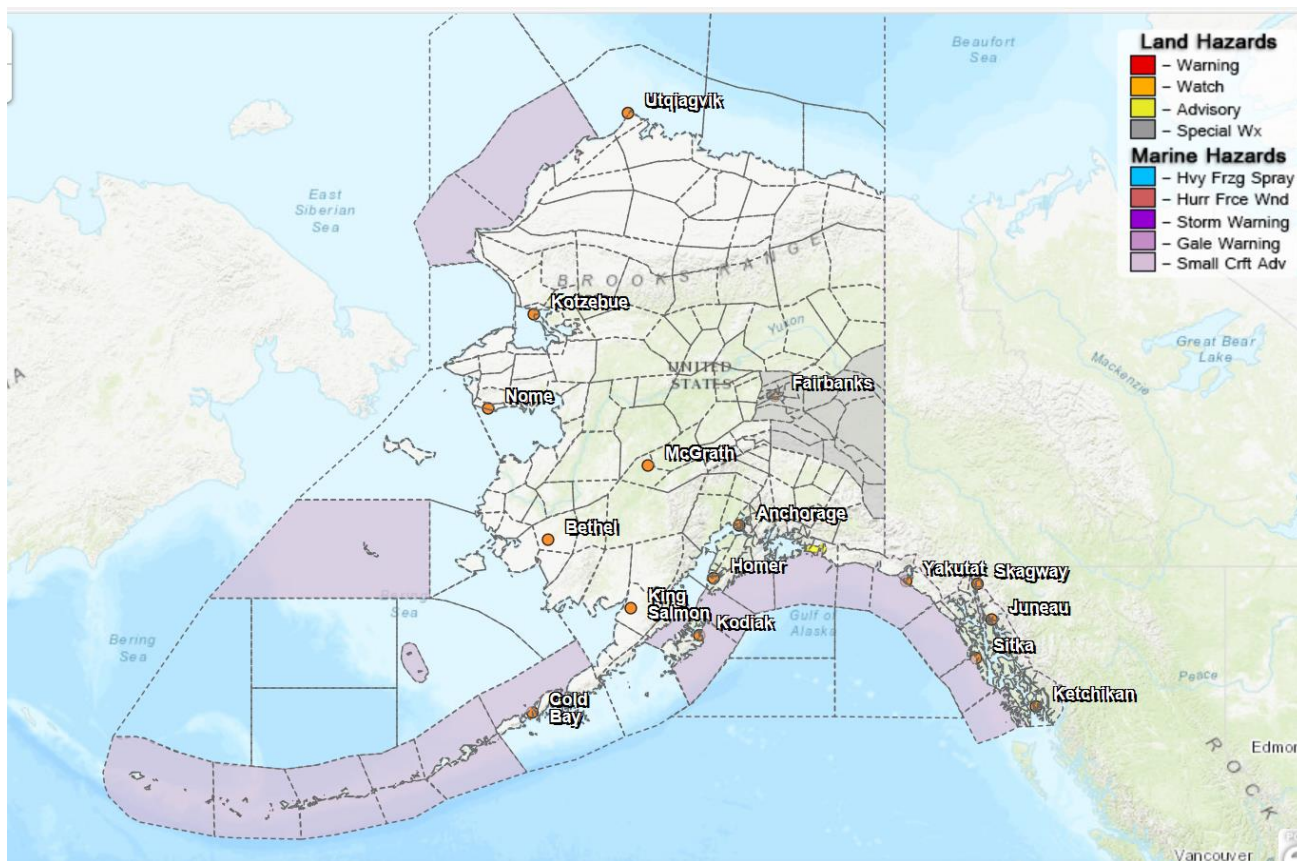 Beaufort
Sea
Land Hazards
– Warning
– Watch
– Advisory
– Special Wx
Marine Hazards
– Hvy Frzg Spray
– Hurr Frce Wnd
– Storm Warning
– Gale Warning
– Small Crft Adv
Utqiagvik
East
Siberian
Sea
BROOKS RANGE
Kotzebue
Yukon
Great Bear
Lake
Mackenzie
UNITED
STATES
Fairbanks
Nome
McGrath
Anchorage
Bethel
Homer
Yakutat
Skagway
King
Salmon
Juneau
Kodiak
Gulf of
Alaska
Sea
Bering
Sea
Sitka
Peace
Ketchikan
Cold
Bay
ROCK
Edmon
Vancouver